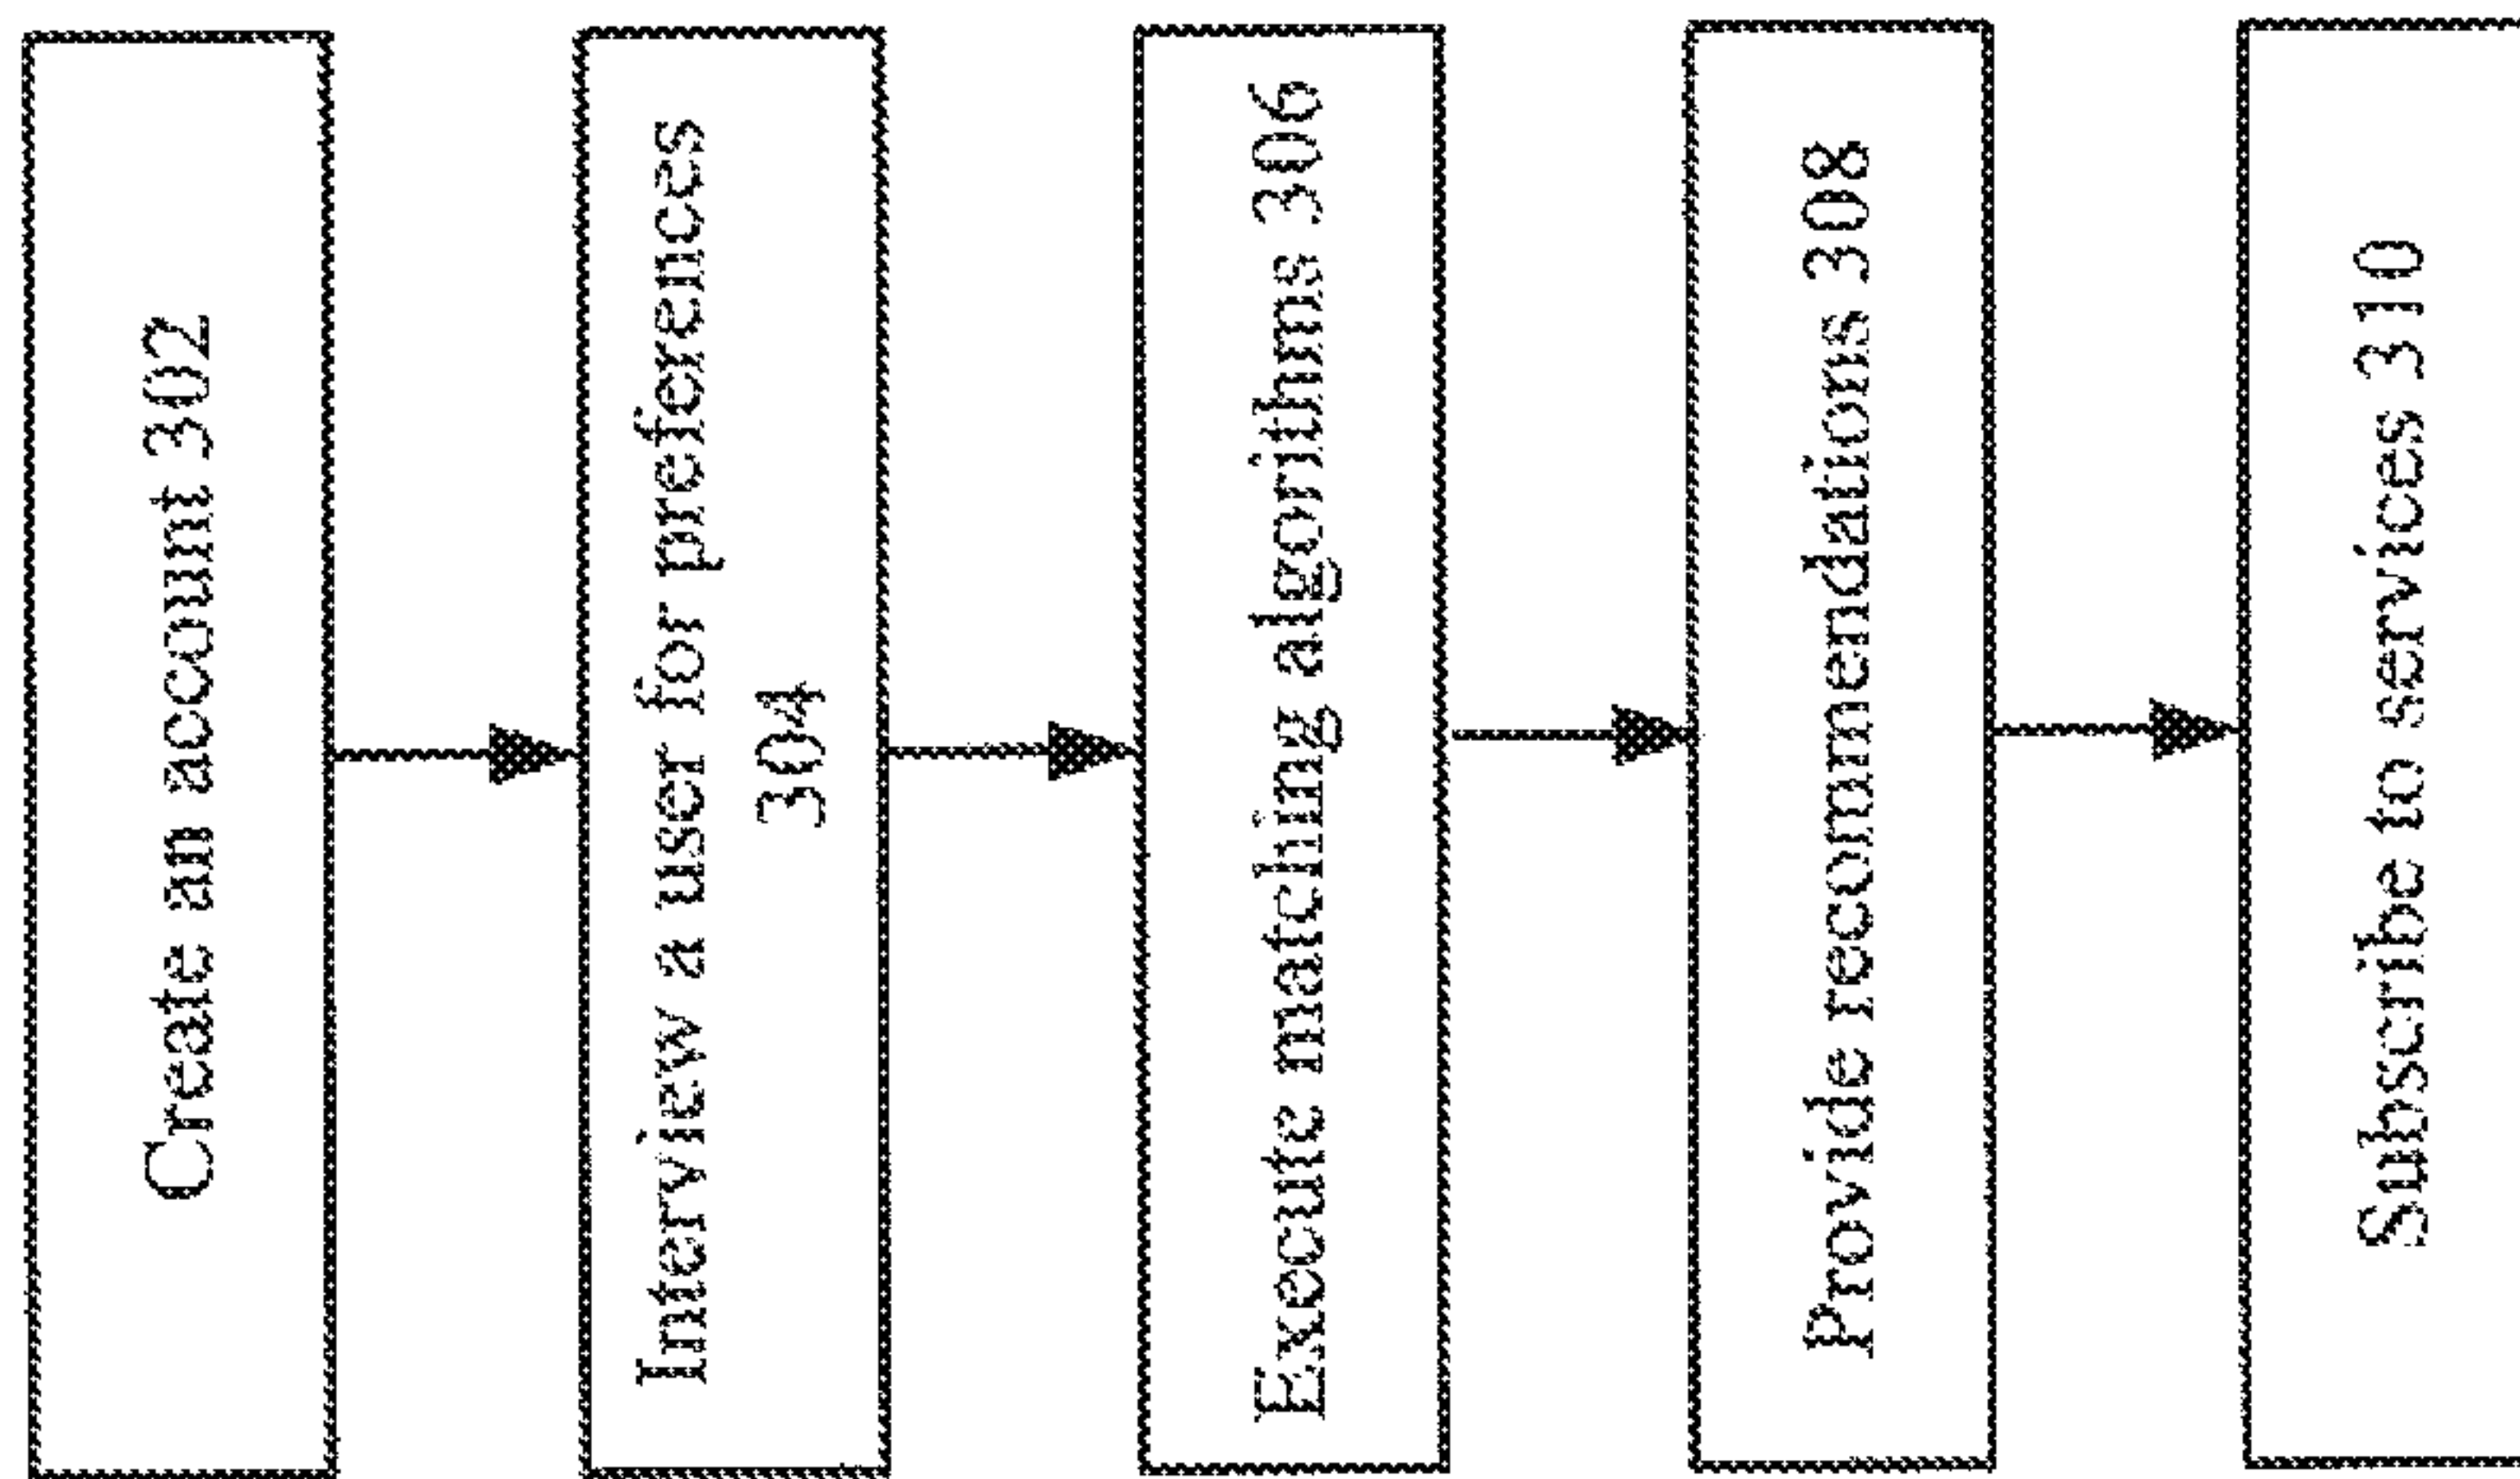 Create an account 302
Interview a user for preferences
304
Execute matching algorithms 306
Provide recommendations 308
Subscribe to services 310